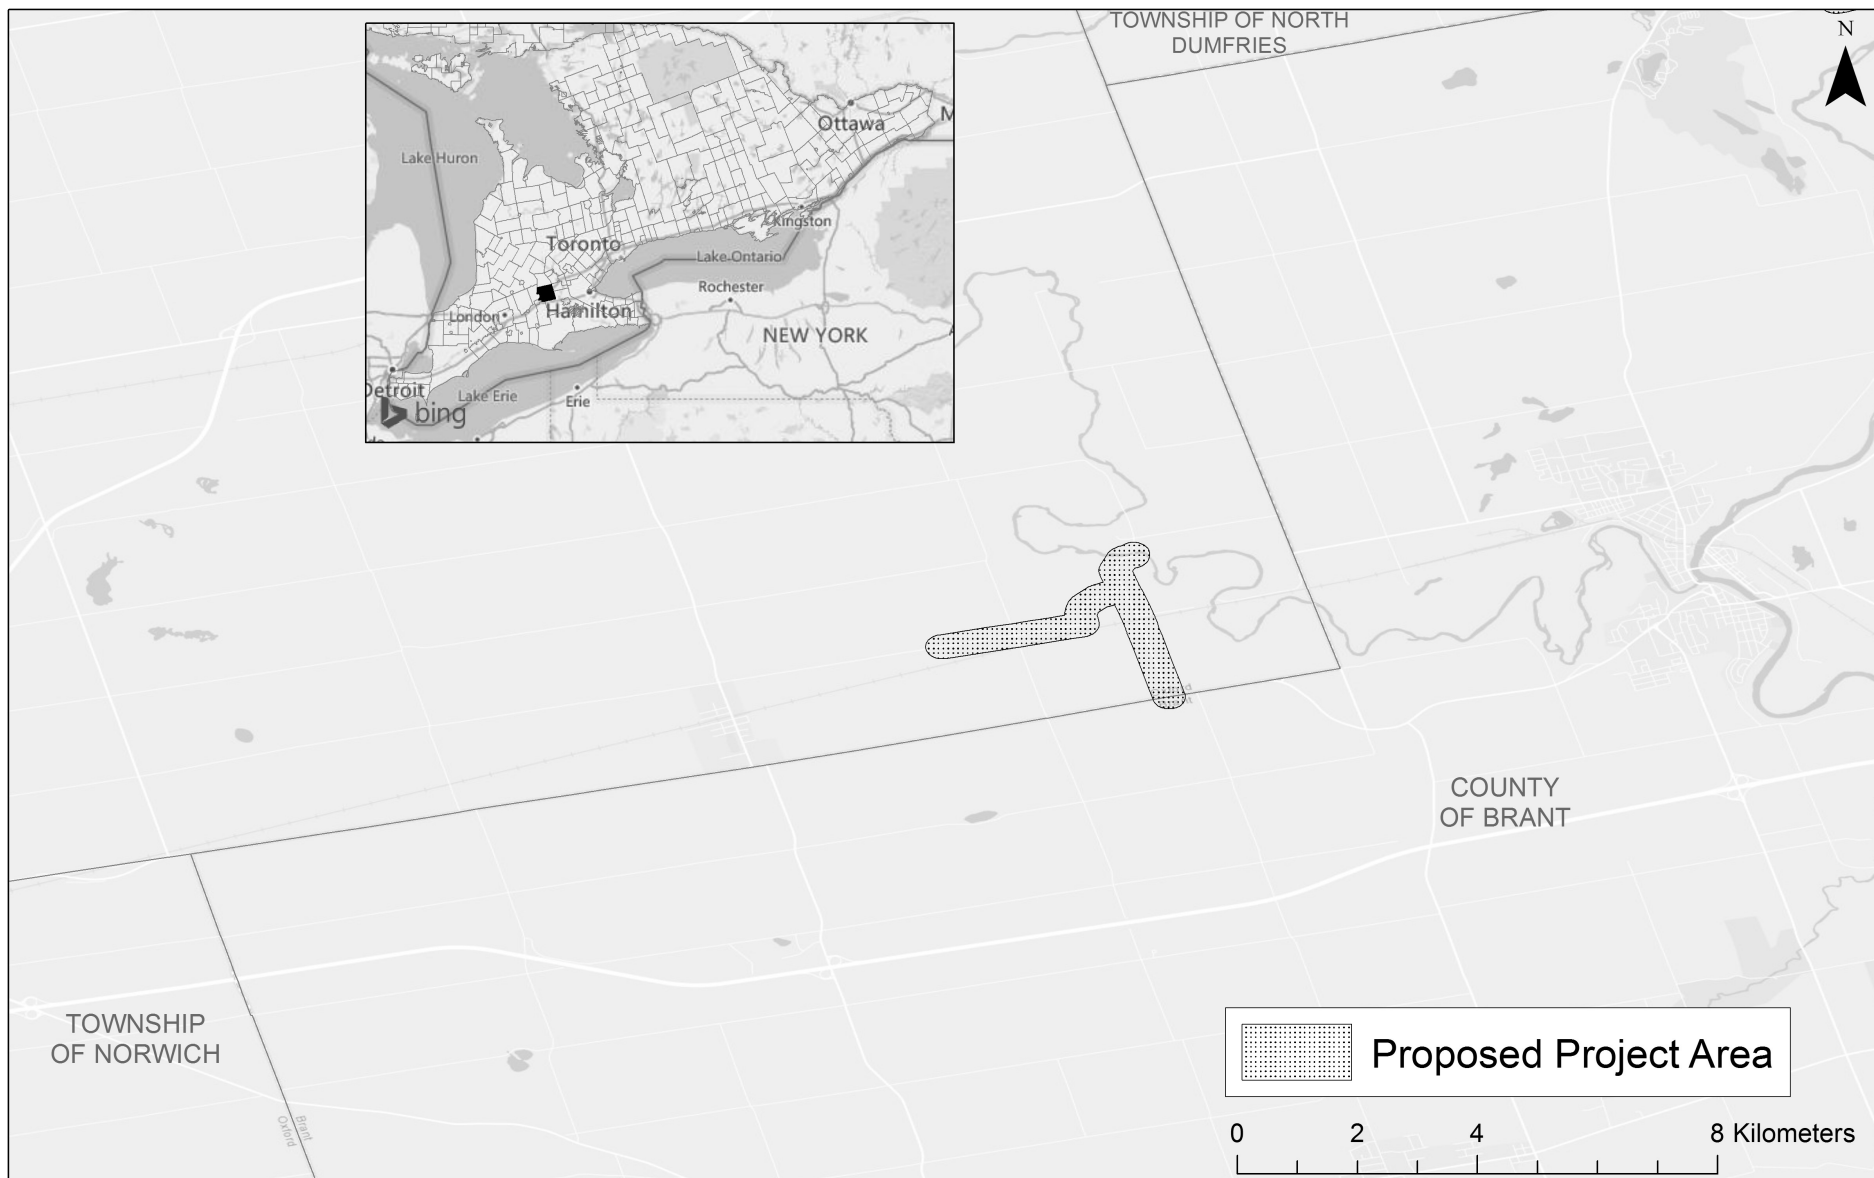 TOWNSHIP OF NORTH
DUMFRIES
N
Ottawa
M
Lake Huron
Kingston
Toronto
Lake Ontario
Rochester
London
Hamilton
NEW YORK
Detroit
Lake Erie
Erie
bing
COUNTY
OF BRANT
TOWNSHIP
OF NORWICH
Brant
Oxford
Proposed Project Area
0 2 4 8 Kilometers